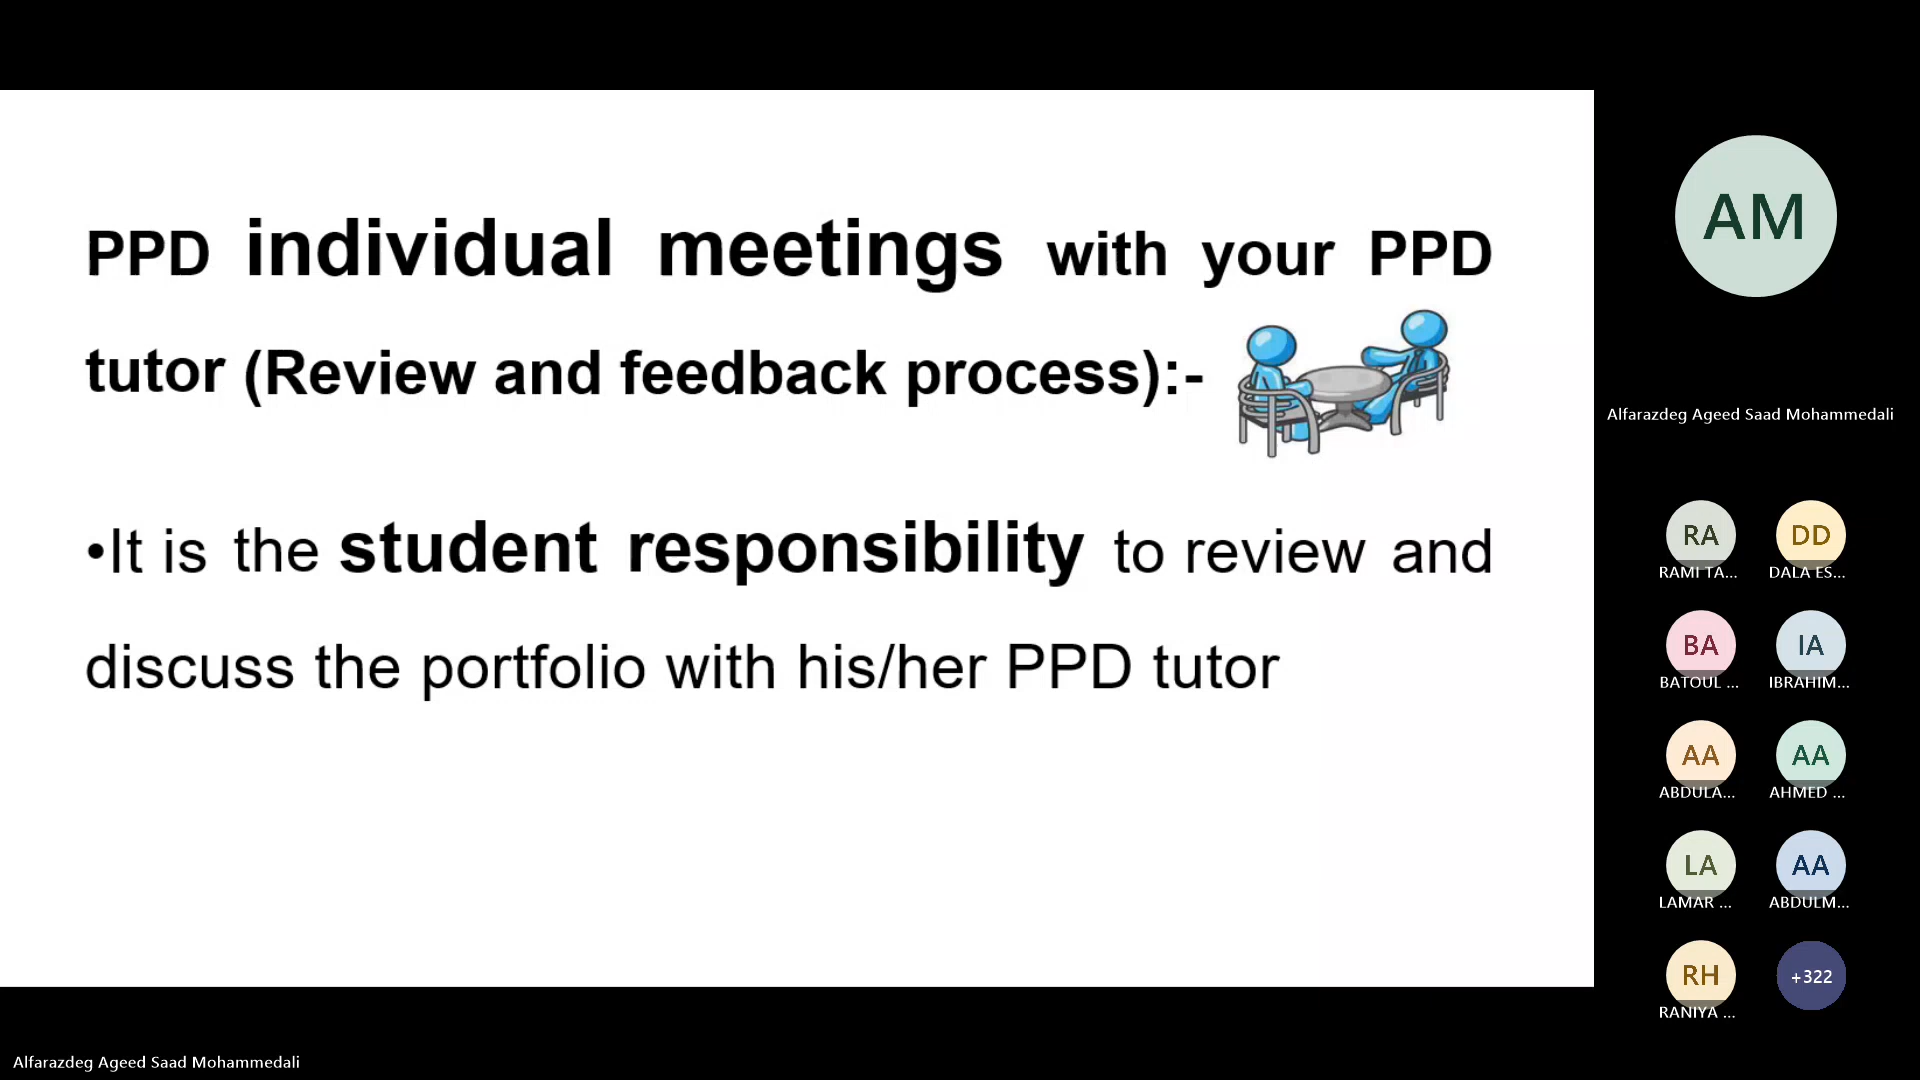 PPD individual meetings with your PPD
tutor (Review and feedback process):-
•It is the student responsibility to review and
discuss the portfolio with his/her PPD tutor
AM
Alfarazdeg Ageed Saad Mohammedali
RA
DD
RAMI TA...
DALA ES...
BA
IA
BATOUL ...
IBRAHIM...
AA
AA
ABDULA...
AHMED ...
LA
AA
LAMAR ...
ABDULM...
RH
+322
RANIYA ...
Alfarazdeg Ageed Saad Mohammedali